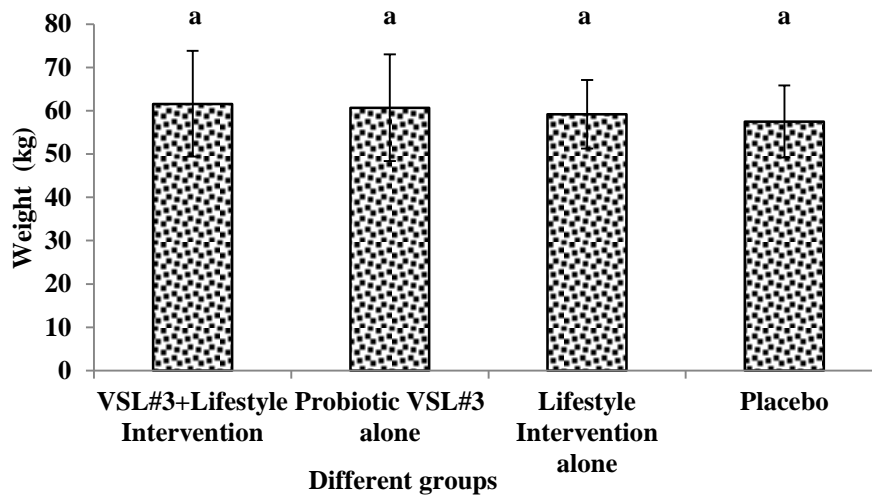 a a a a
80
70
60
50
40
30
20
10
0
Weight (kg)
VSL#3+Lifestyle Intervention
Probiotic VSL#3 alone
Lifestyle Intervention alone
Placebo
Different groups